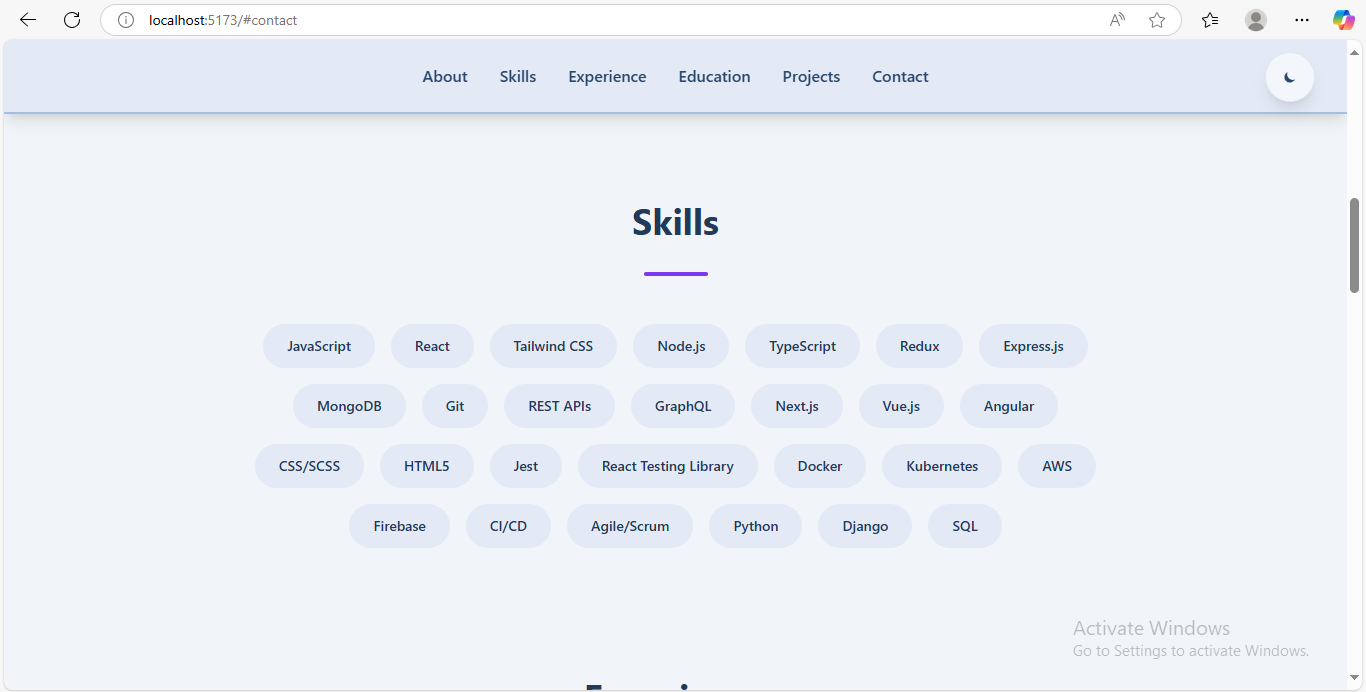 localhost:5173/#contact
About Skills Experience Education Projects Contact
Skills
JavaScript React Tailwind CSS Node.js TypeScript Redux Express.js
MongoDB Git REST APIs GraphQL Next.js Vue.js Angular
CSS/SCSS HTML5 Jest React Testing Library Docker Kubernetes AWS
Firebase CI/CD Agile/Scrum Python Django SQL
Activate Windows
Go to Settings to activate Windows.